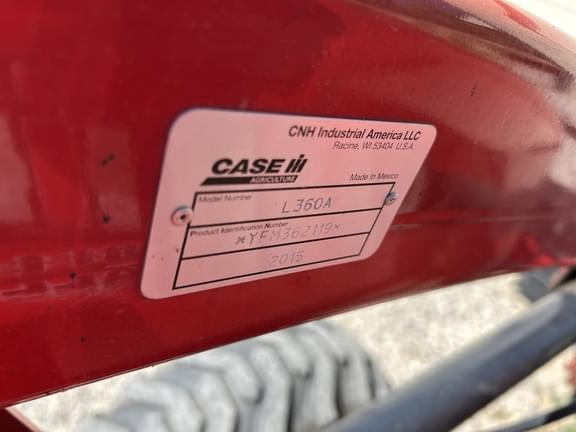 CNH Industrial America LLC
Racine, WI 53404 U.S.A.
CASE IH
AGRICULTURE
Made in Mexico
Model Number
L360A
Product Identification Number
*YFM362119*
2015